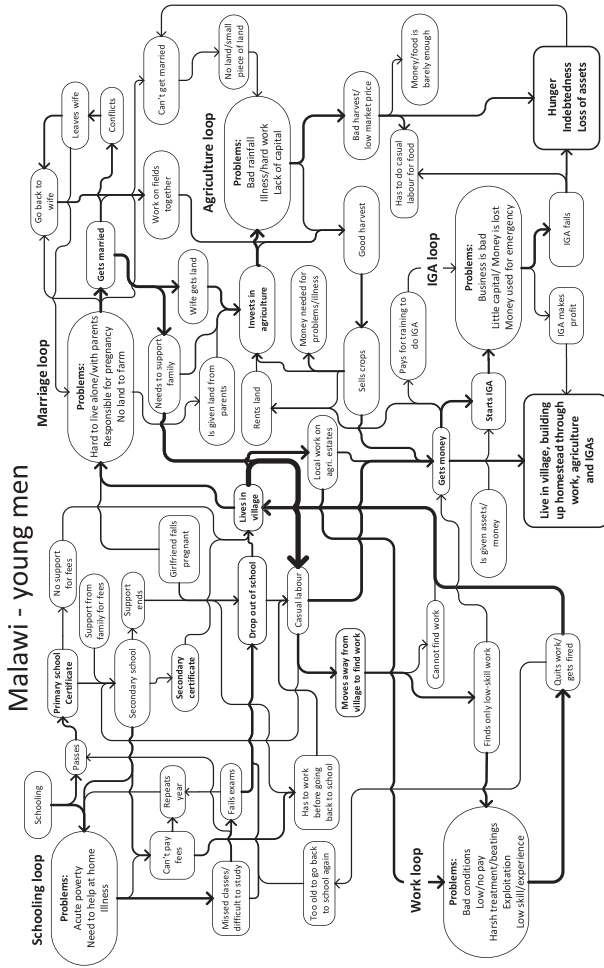 Malawi - young men
Schooling loop
Schooling
Problems:
Acute poverty
Need to help at home
Illness
Passes
Primary school
Certificate
No support
for fees
Support from
family for fees
Secondary school
Support
ends
Secondary
certificate
Girlfriend falls
pregnant
Can't pay
fees
Repeats
year
Missed classes/
difficult to study
Fails exams
Drop out of school
Has to work
before going
back to school
Too old to go back
to school again
Casual labour
Lives in
village
Moves away from
village to find work
Local work on
agri. estates
Work loop
Problems:
Bad conditions
Low/no pay
Harsh treatment/beatings
Exploitation
Low skill/experience
Cannot find work
Finds only low-skill work
Quits work/
gets fired
Marriage loop
Problems:
Hard to live alone/with parents
Responsible for pregnancy
No land to farm
Gets married
Go back to
wife
Leaves wife
Conflicts
Needs to support
family
Wife gets land
Work on fields
together
Can't get married
No land/small
piece of land
Is given land from
parents
Rents land
Invests in
agriculture
Agriculture loop
Problems:
Bad rainfall
Illness/hard work
Lack of capital
Money needed for
problems/illness
Sells crops
Good harvest
Bad harvest/
low market price
Money/food is
barely enough
Has to do casual
labour for food
Gets money
Pays for training to
do IGA
Is given assets/
money
Starts IGA
IGA loop
Problems:
Business is bad
Little capital/ Money is lost
Money used for emergency
IGA makes
profit
IGA fails
Live in village, building
up homestead through
work, agriculture
and IGAs
Hunger
Indebtedness
Loss of assets